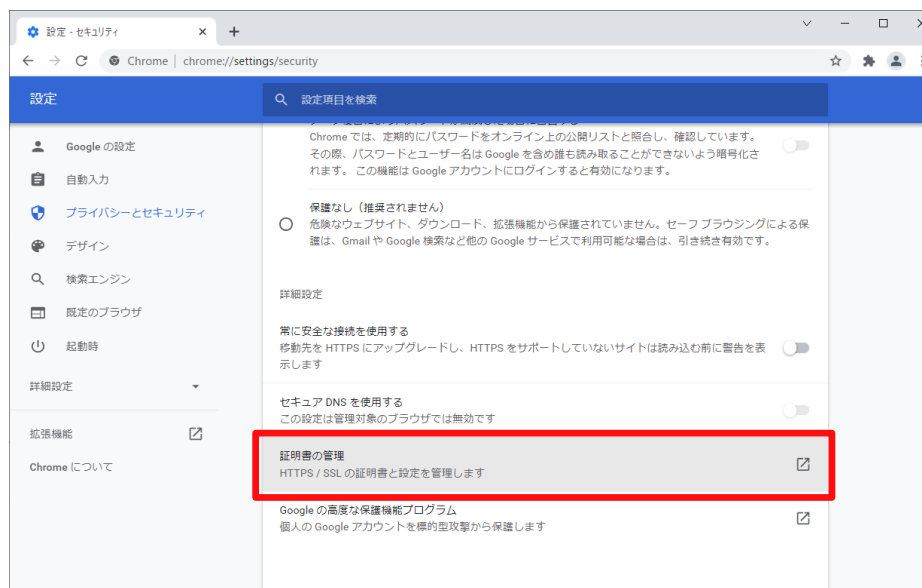 設定 - セキュリティ
Chrome | chrome://settings/security
設定
設定項目を検索
Google の設定
自動入力
プライバシーとセキュリティ
デザイン
検索エンジン
既定のブラウザ
起動時
詳細設定
拡張機能
Chrome について
Chrome では、定期的にパスワードをオンライン上の公開リストと照合し、確認しています。
その際、パスワードとユーザー名は Google を含め誰も読み取ることができないよう暗号化さ
れます。 この機能は Google アカウントにログインすると有効になります。
保護なし（推奨されません）
危険なウェブサイト、ダウンロード、拡張機能から保護されていません。セーフ ブラウジングによる保
護は、Gmail や Google 検索など他の Google サービスで利用可能な場合は、引き続き有効です。
詳細設定
常に安全な接続を使用する
移動先を HTTPS にアップグレードし、HTTPS をサポートしていないサイトは読み込む前に警告を表
示します
セキュア DNS を使用する
この設定は管理対象のブラウザでは無効です
証明書の管理
HTTPS / SSL の証明書と設定を管理します
Google の高度な保護機能プログラム
個人の Google アカウントを標的型攻撃から保護します